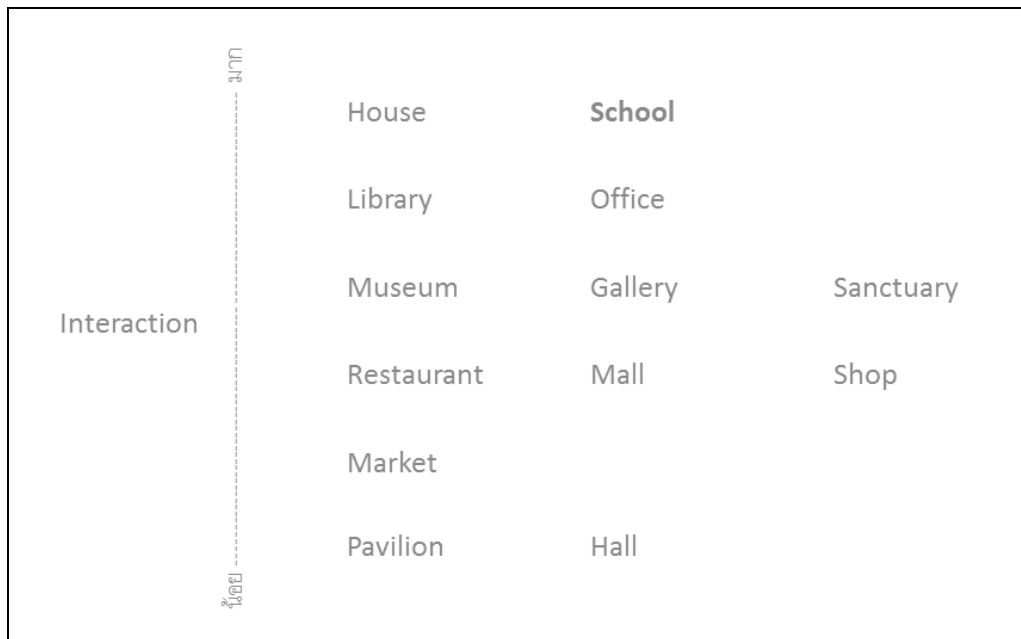 มาก
House School
Library Office
Museum Gallery Sanctuary
Interaction
Restaurant Mall Shop
Market
Pavilion Hall
น้อย